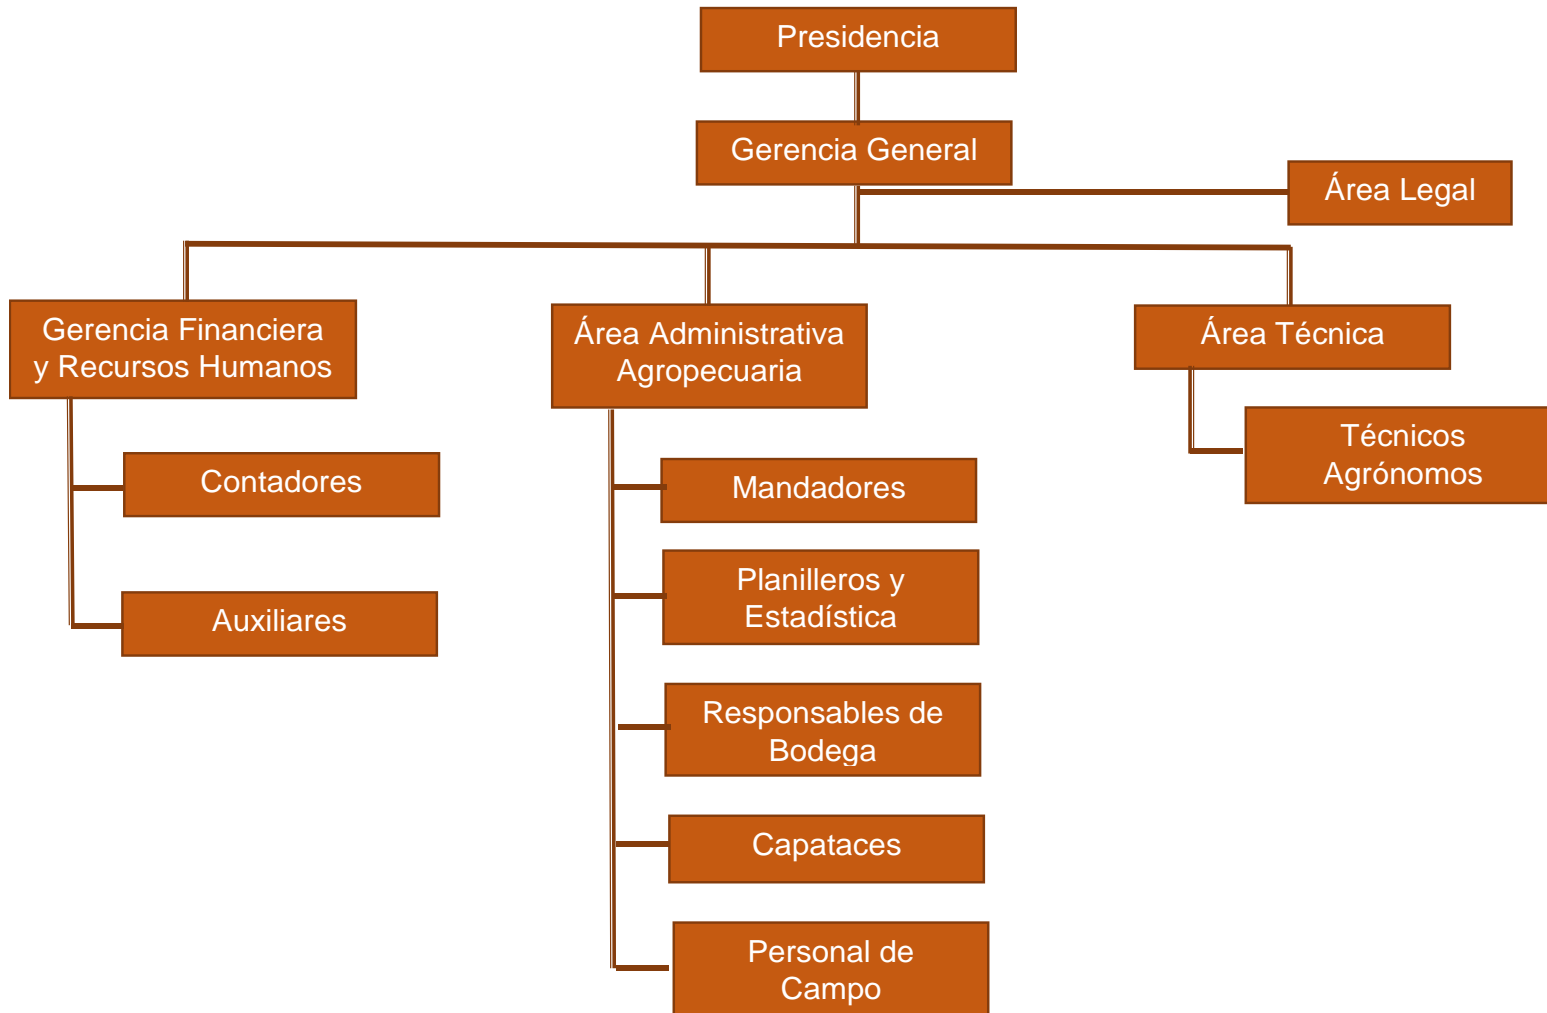 Presidencia
Gerencia General
Área Legal
Gerencia Financiera
y Recursos Humanos
Área Administrativa
Agropecuaria
Área Técnica
Contadores
Auxiliares
Mandadores
Planilleros y
Estadística
Responsables de
Bodega
Capataces
Personal de
Campo
Técnicos
Agrónomos